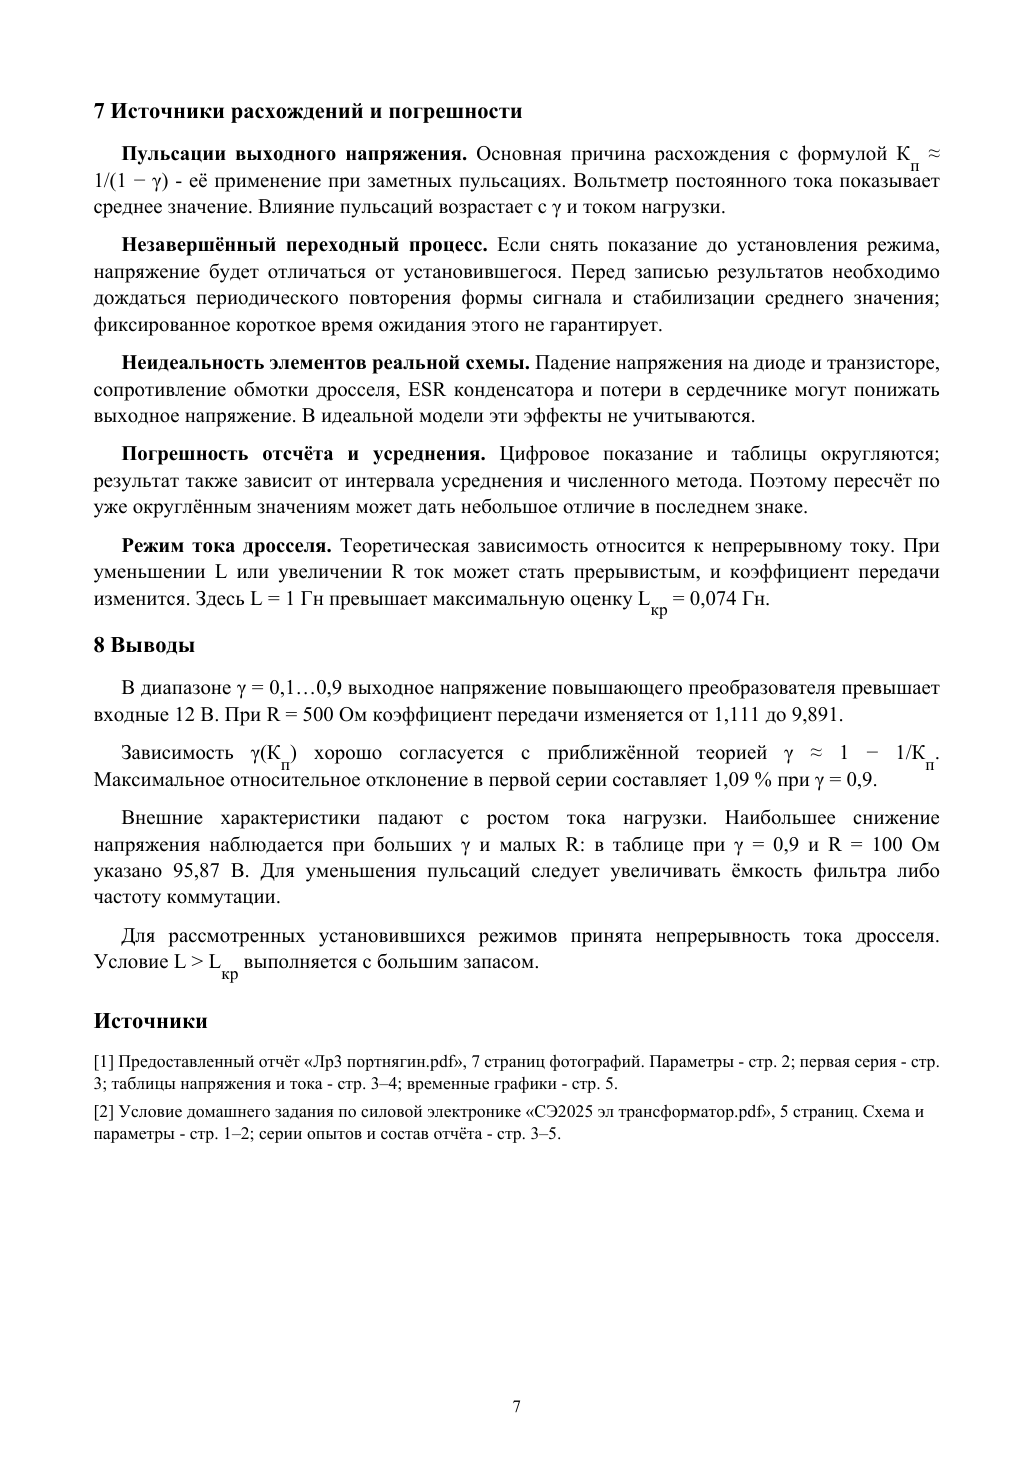 7 Источники расхождений и погрешности
Пульсации выходного напряжения. Основная причина расхождения с формулой Kп ≈
1/(1 − γ) - её применение при заметных пульсациях. Вольтметр постоянного тока показывает
среднее значение. Влияние пульсаций возрастает с γ и током нагрузки.
Незавершённый переходный процесс. Если снять показание до установления режима,
напряжение будет отличаться от установившегося. Перед записью результатов необходимо
дождаться периодического повторения формы сигнала и стабилизации среднего значения;
фиксированное короткое время ожидания этого не гарантирует.
Неидеальность элементов реальной схемы. Падение напряжения на диоде и транзисторе,
сопротивление обмотки дросселя, ESR конденсатора и потери в сердечнике могут понижать
выходное напряжение. В идеальной модели эти эффекты не учитываются.
Погрешность отсчёта и усреднения. Цифровое показание и таблицы округляются;
результат также зависит от интервала усреднения и численного метода. Поэтому пересчёт по
уже округлённым значениям может дать небольшое отличие в последнем знаке.
Режим тока дросселя. Теоретическая зависимость относится к непрерывному току. При
уменьшении L или увеличении R ток может стать прерывистым, и коэффициент передачи
изменится. Здесь L = 1 Гн превышает максимальную оценку Lкр = 0,074 Гн.
8 Выводы
В диапазоне γ = 0,1…0,9 выходное напряжение повышающего преобразователя превышает
входные 12 В. При R = 500 Ом коэффициент передачи изменяется от 1,111 до 9,891.
Зависимость γ(Kп) хорошо согласуется с приближённой теорией γ ≈ 1 − 1/Kп.
Максимальное относительное отклонение в первой серии составляет 1,09 % при γ = 0,9.
Внешние характеристики падают с ростом тока нагрузки. Наибольшее снижение
напряжения наблюдается при больших γ и малых R: в таблице при γ = 0,9 и R = 100 Ом
указано 95,87 В. Для уменьшения пульсаций следует увеличивать ёмкость фильтра либо
частоту коммутации.
Для рассмотренных установившихся режимов принята непрерывность тока дросселя.
Условие L > Lкр выполняется с большим запасом.
Источники
[1] Предоставленный отчёт «Лр3 портнягин.pdf», 7 страниц фотографий. Параметры - стр. 2; первая серия - стр.
3; таблицы напряжения и тока - стр. 3–4; временные графики - стр. 5.
[2] Условие домашнего задания по силовой электронике «СЭ2025 эл трансформатор.pdf», 5 страниц. Схема и
параметры - стр. 1–2; серии опытов и состав отчёта - стр. 3–5.
7